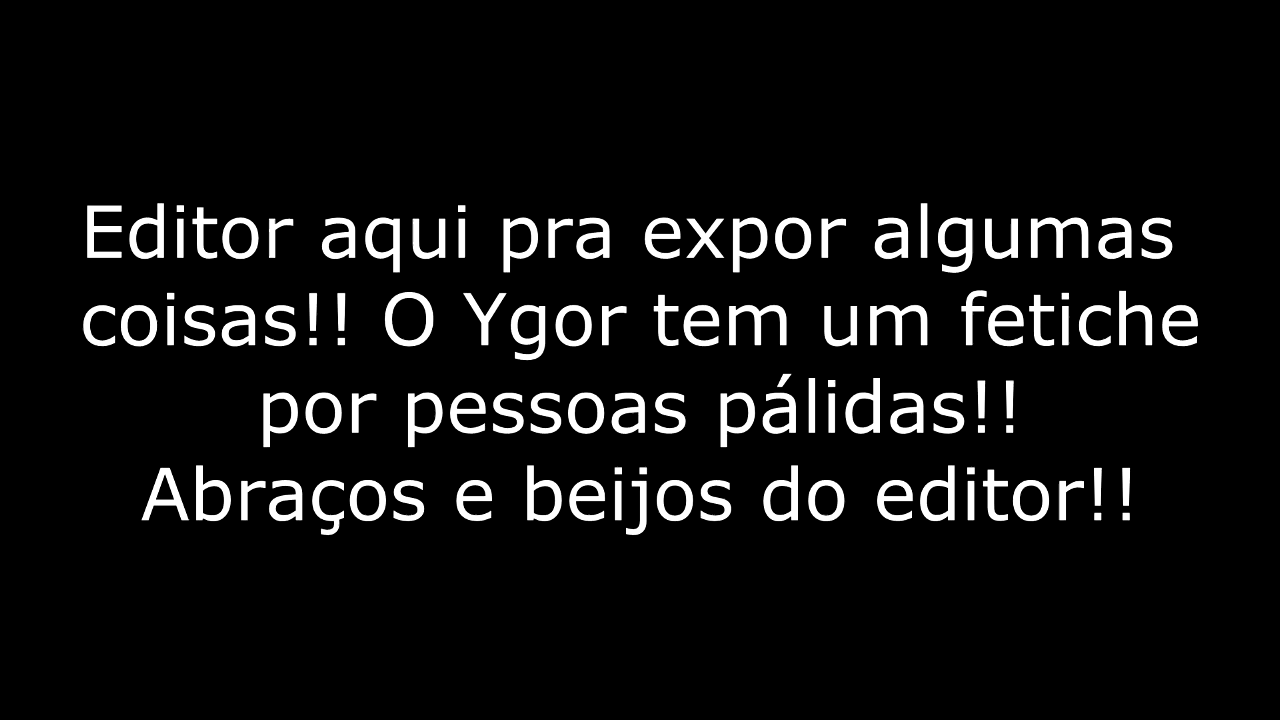 Editor aqui pra expor algumas
coisas!! O Ygor tem um fetiche
por pessoas pálidas!!
Abraços e beijos do editor!!